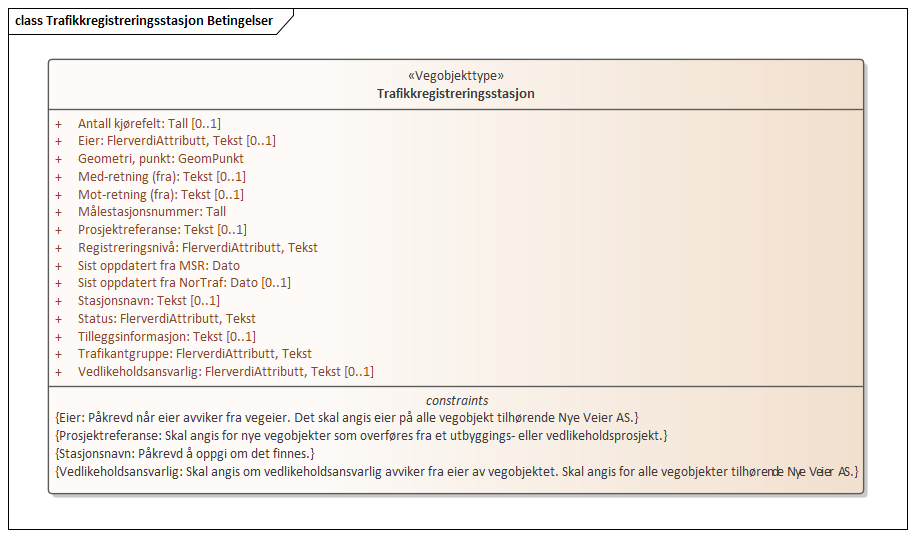 class Trafikkregistreringsstasjon Betingelser
«Vegobjekttype»
Trafikkregistreringsstasjon
+ Antall kjørefelt: Tall [0..1]
+ Eier: FlerverdiAttributt, Tekst [0..1]
+ Geometri, punkt: GeomPunkt
+ Med-retning (fra): Tekst [0..1]
+ Mot-retning (fra): Tekst [0..1]
+ Målestasjonsnummer: Tall
+ Prosjektreferanse: Tekst [0..1]
+ Registreringsnivå: FlerverdiAttributt, Tekst
+ Sist oppdatert fra MSR: Dato
+ Sist oppdatert fra NorTraf: Dato [0..1]
+ Stasjonsnavn: Tekst [0..1]
+ Status: FlerverdiAttributt, Tekst
+ Tilleggsinformasjon: Tekst [0..1]
+ Trafikantgruppe: FlerverdiAttributt, Tekst
+ Vedlikeholdsansvarlig: FlerverdiAttributt, Tekst [0..1]
constraints
{Eier: Påkrevd når eier avviker fra vegeier. Det skal angis eier på alle vegobjekt tilhørende Nye Veier AS.}
{Prosjektreferanse: Skal angis for nye vegobjekter som overføres fra et utbyggings- eller vedlikeholdsprosjekt.}
{Stasjonsnavn: Påkrevd å oppgi om det finnes.}
{Vedlikeholdsansvarlig: Skal angis om vedlikeholdsansvarlig avviker fra eier av vegobjektet. Skal angis for alle vegobjekter tilhørende Nye Veier AS.}